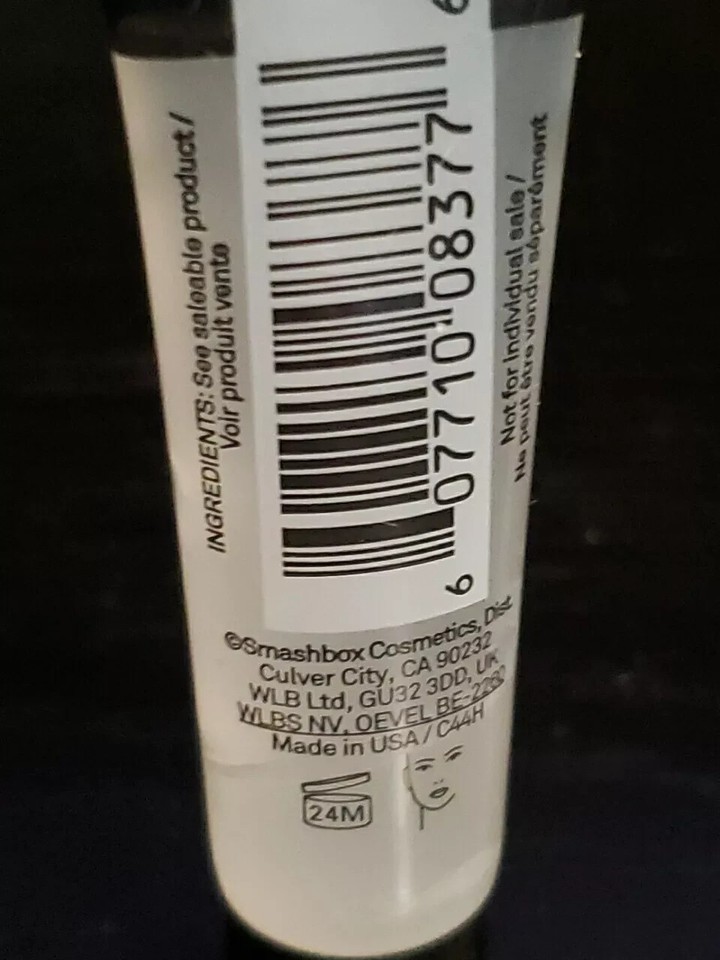 INGREDIENTS: See saleable product /
Voir produit vente
6 07710 08377 6
Not for individual sale /
Ne peut être vendu séparément
©Smashbox Cosmetics, Dist
Culver City, CA 90232
WLB Ltd, GU32 3DD, UK
WLBS NV, OEVEL BE-2260
Made in USA / C44H
24M